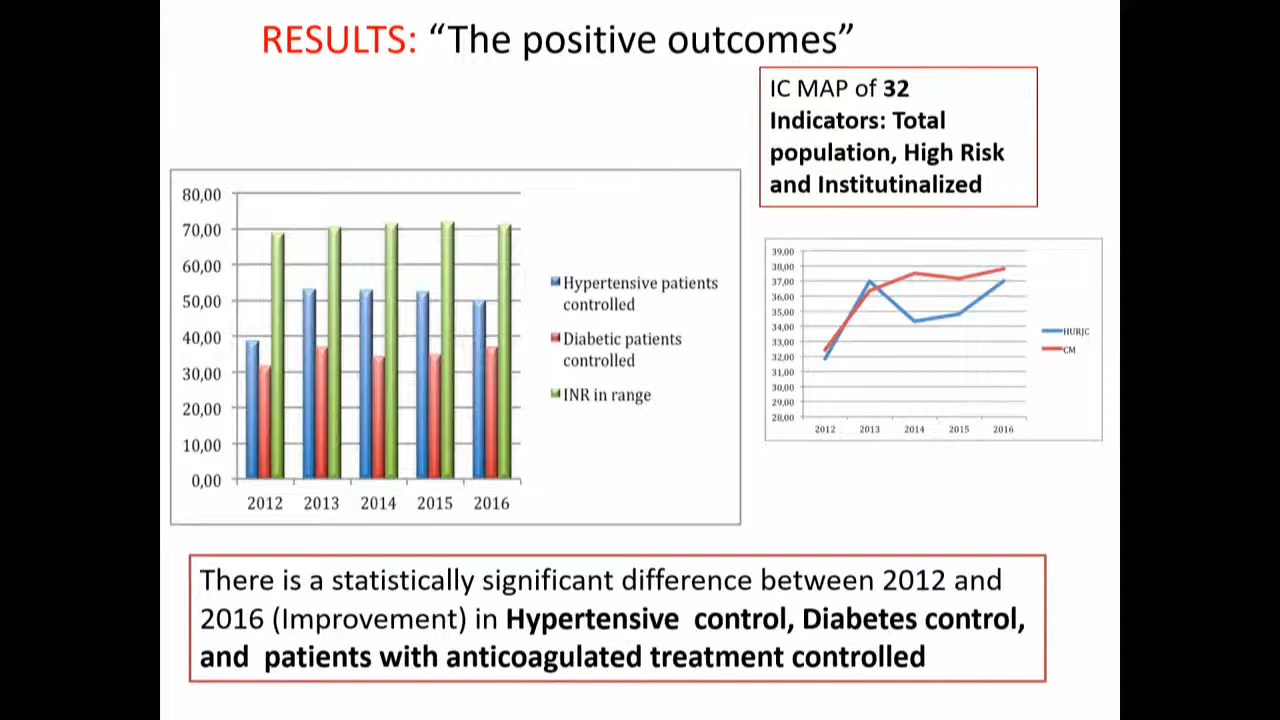 RESULTS: “The positive outcomes”
IC MAP of 32
Indicators: Total
population, High Risk
and Institutinalized
80,00
70,00
60,00
50,00
40,00
30,00
20,00
10,00
0,00
2012 2013 2014 2015 2016
Hypertensive patients
controlled
Diabetic patients
controlled
INR in range
39,00
38,00
37,00
36,00
35,00
34,00
33,00
32,00
31,00
30,00
29,00
28,00
2012 2013 2014 2015 2016
HURJC
CM
There is a statistically significant difference between 2012 and
2016 (Improvement) in Hypertensive control, Diabetes control,
and patients with anticoagulated treatment controlled